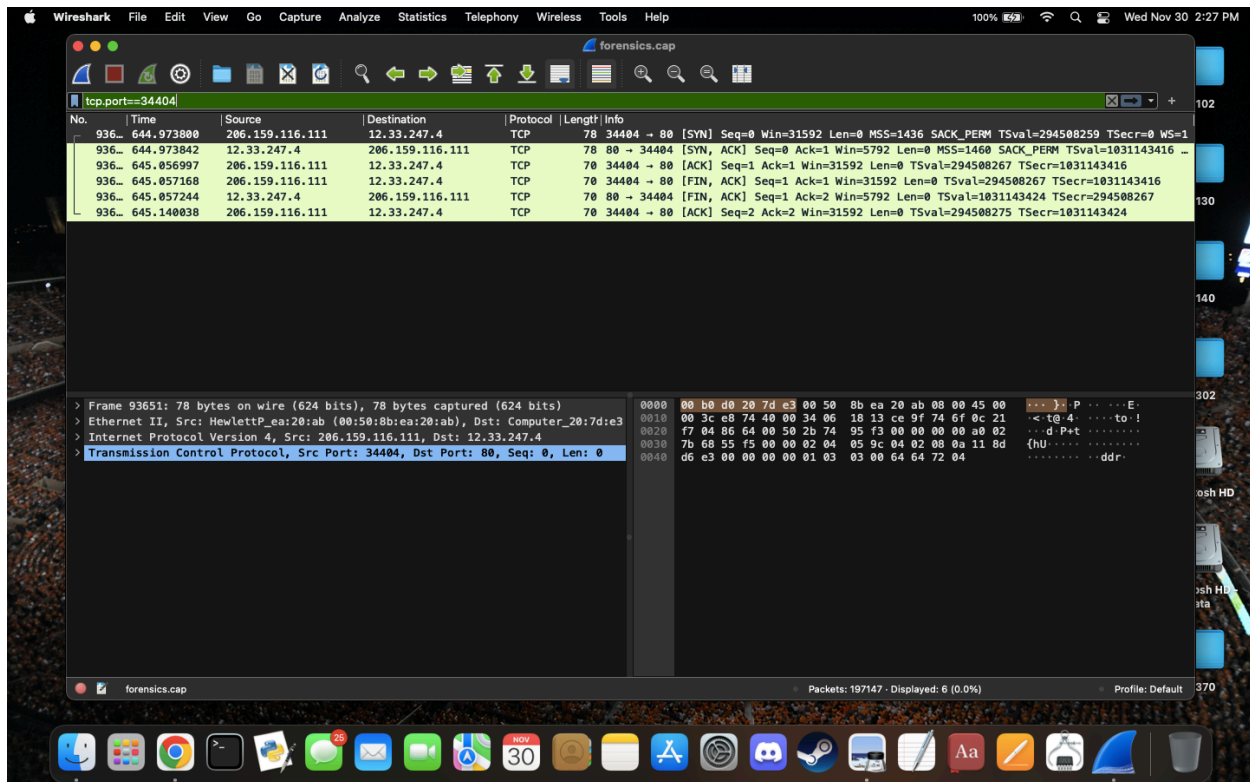 Wireshark File Edit View Go Capture Analyze Statistics Telephony Wireless Tools Help 100% Wed Nov 30 2:27 PM
forensics.cap
tcp.port==34404
No. Time Source Destination Protocol Length Info
936… 644.973800 206.159.116.111 12.33.247.4 TCP 78 34404 → 80 [SYN] Seq=0 Win=31592 Len=0 MSS=1436 SACK_PERM TSval=294508259 TSecr=0 WS=1
936… 644.973842 12.33.247.4 206.159.116.111 TCP 78 80 → 34404 [SYN, ACK] Seq=0 Ack=1 Win=5792 Len=0 MSS=1460 SACK_PERM TSval=1031143416 …
936… 645.056997 206.159.116.111 12.33.247.4 TCP 70 34404 → 80 [ACK] Seq=1 Ack=1 Win=31592 Len=0 TSval=294508267 TSecr=1031143416
936… 645.057168 206.159.116.111 12.33.247.4 TCP 70 34404 → 80 [FIN, ACK] Seq=1 Ack=1 Win=31592 Len=0 TSval=294508267 TSecr=1031143416
936… 645.057244 12.33.247.4 206.159.116.111 TCP 70 80 → 34404 [FIN, ACK] Seq=1 Ack=2 Win=5792 Len=0 TSval=1031143424 TSecr=294508267
936… 645.140038 206.159.116.111 12.33.247.4 TCP 70 34404 → 80 [ACK] Seq=2 Ack=2 Win=31592 Len=0 TSval=294508275 TSecr=1031143424
> Frame 93651: 78 bytes on wire (624 bits), 78 bytes captured (624 bits)
> Ethernet II, Src: HewlettP_ea:20:ab (00:50:8b:ea:20:ab), Dst: Computer_20:7d:e3
> Internet Protocol Version 4, Src: 206.159.116.111, Dst: 12.33.247.4
> Transmission Control Protocol, Src Port: 34404, Dst Port: 80, Seq: 0, Len: 0
0000 00 b0 d0 20 7d e3 00 50 8b ea 20 ab 08 00 45 00 ··· }··P ·· ···E·
0010 00 3c e8 74 40 00 34 06 18 13 ce 9f 74 6f 0c 21 ·<·t@·4· ····to·!
0020 f7 04 86 64 00 50 2b 74 95 f3 00 00 00 00 a0 02 ···d·P+t ········
0030 7b 68 55 f5 00 00 02 04 05 9c 04 02 08 0a 11 8d {hU····· ········
0040 d6 e3 00 00 00 00 01 03 03 00 64 64 72 04 ········ ··ddr·
forensics.cap Packets: 197147 · Displayed: 6 (0.0%) Profile: Default
102
130
140
302
osh HD
osh HD -
ata
370
25
NOV
30
Aa